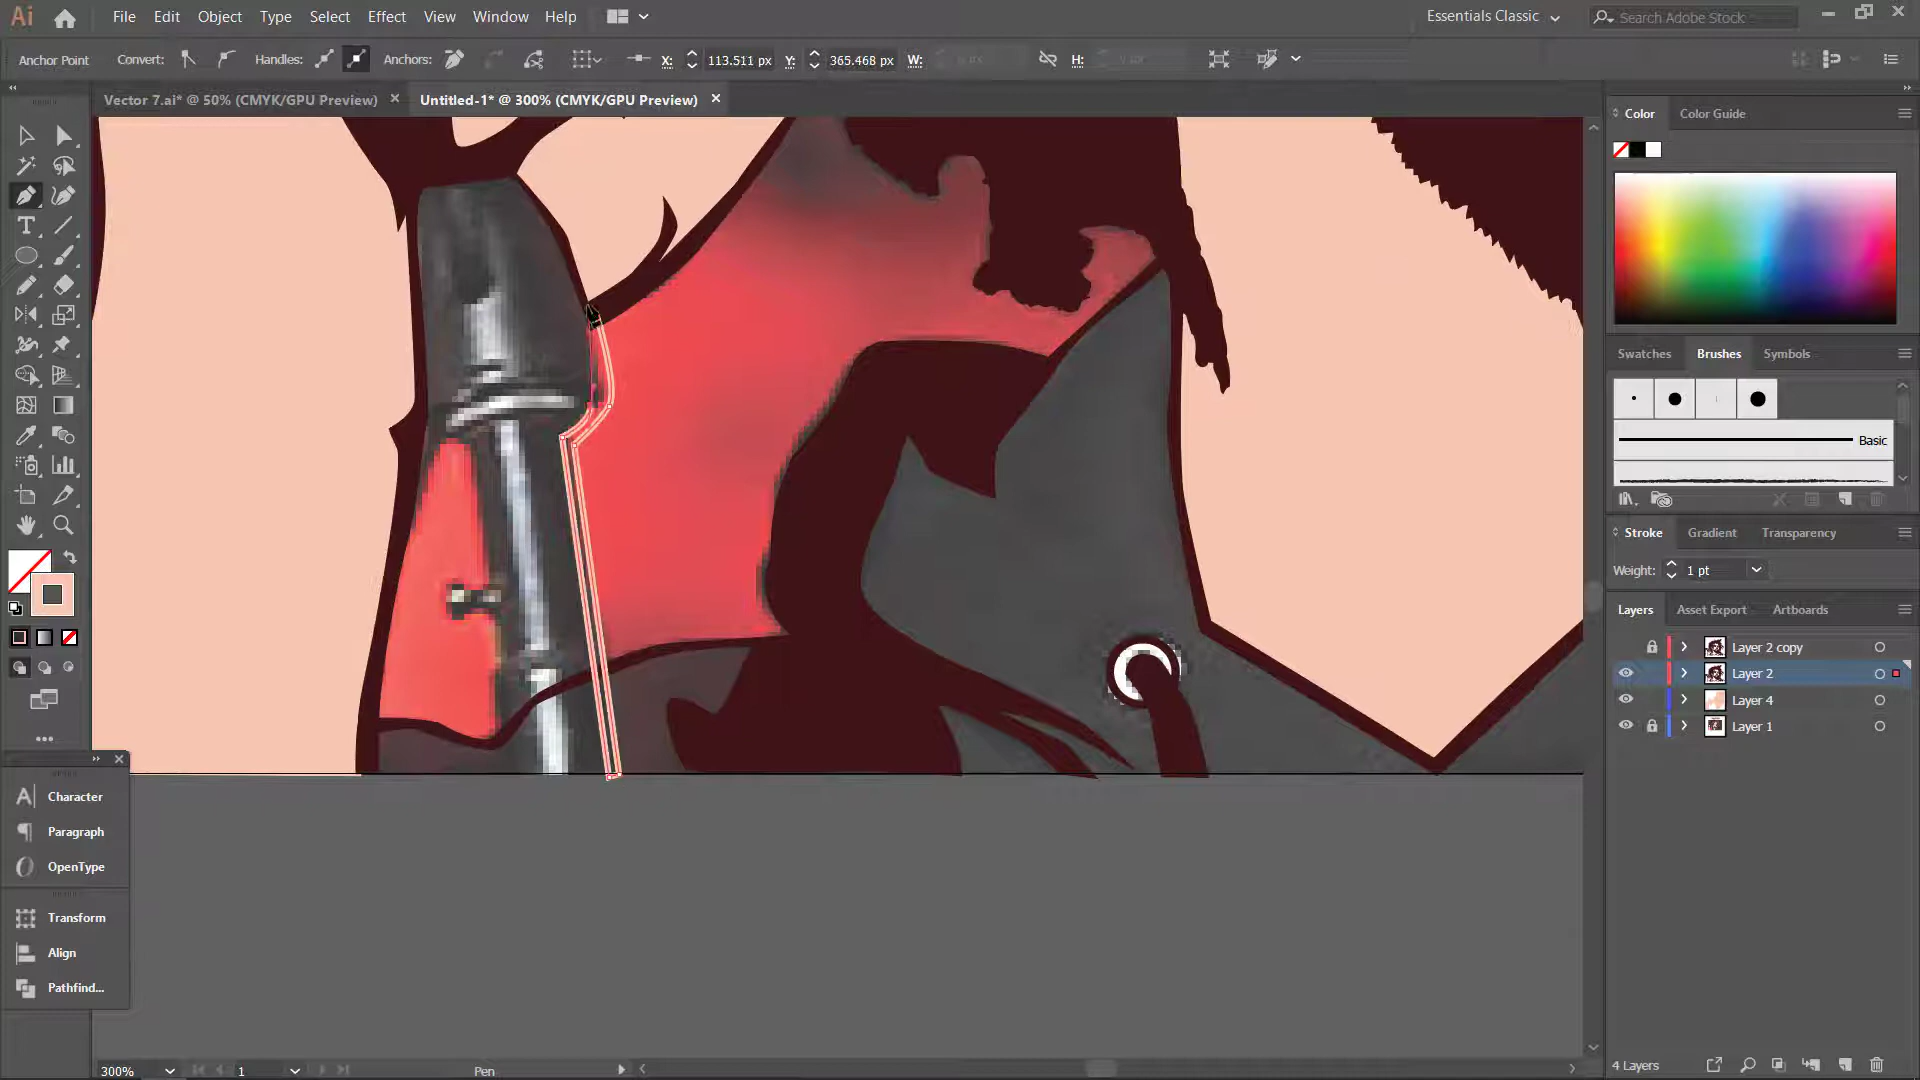 Ai File Edit Object Type Select Effect View Window Help Essentials Classic Search Adobe Stock
Anchor Point Convert: Handles: Anchors: X: 113.511 px Y: 365.468 px W: H:
Vector 7.ai* @ 50% (CMYK/GPU Preview) Untitled-1* @ 300% (CMYK/GPU Preview)
Color Color Guide
Swatches Brushes Symbols
Basic
Stroke Gradient Transparency
Weight: 1 pt
Layers Asset Export Artboards
Layer 2 copy
Layer 2
Layer 4
Layer 1
Character
Paragraph
OpenType
Transform
Align
Pathfind...
300% 1 Pen 4 Layers